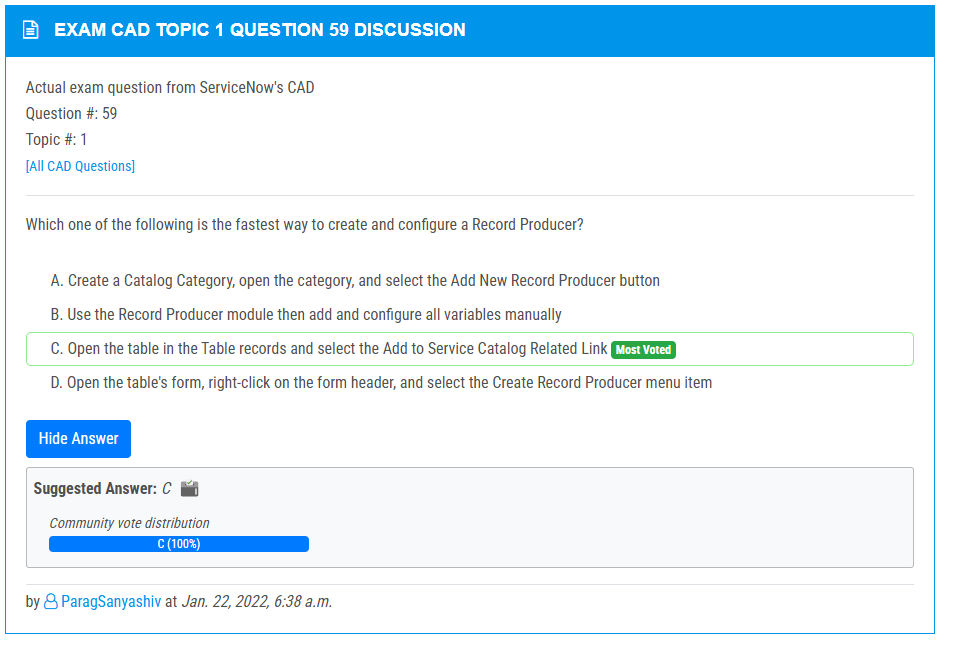 EXAM CAD TOPIC 1 QUESTION 59 DISCUSSION
Actual exam question from ServiceNow's CAD
Question #: 59
Topic #: 1
[All CAD Questions]
Which one of the following is the fastest way to create and configure a Record Producer?
A. Create a Catalog Category, open the category, and select the Add New Record Producer button
B. Use the Record Producer module then add and configure all variables manually
C. Open the table in the Table records and select the Add to Service Catalog Related Link Most Voted
D. Open the table's form, right-click on the form header, and select the Create Record Producer menu item
Hide Answer
Suggested Answer: C
Community vote distribution
C (100%)
by ParagSanyashiv at Jan. 22, 2022, 6:38 a.m.